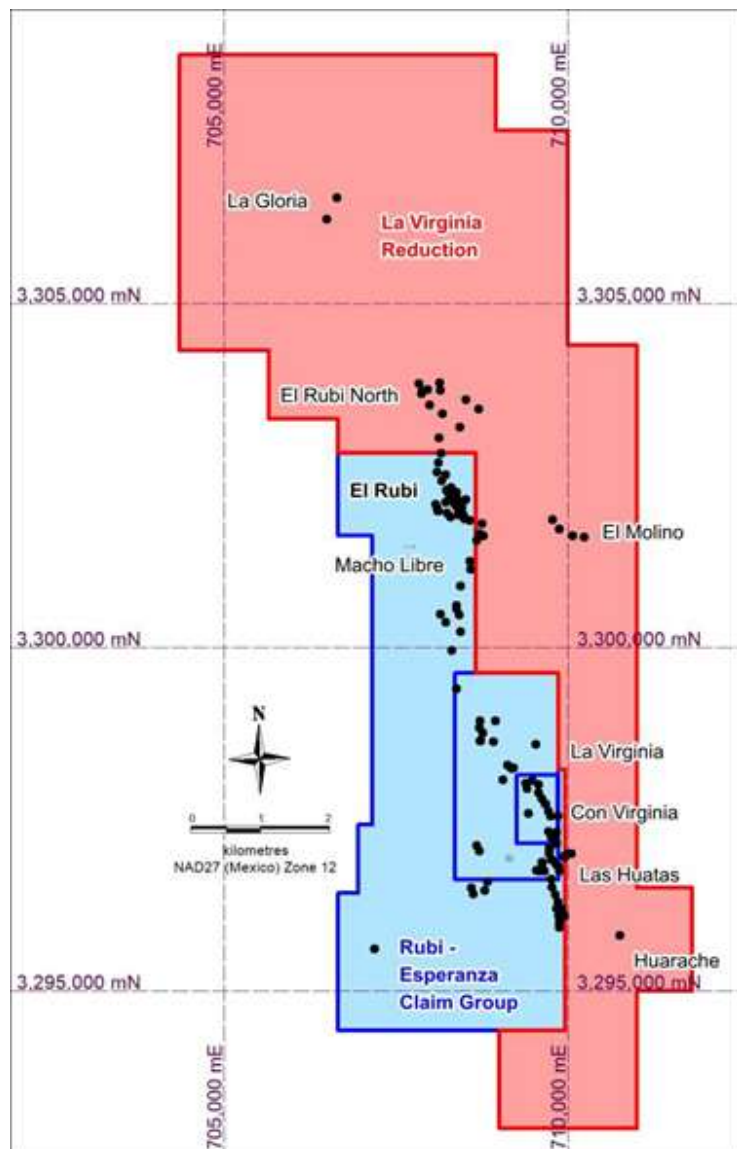 705,000 mE
710,000 mE
La Gloria
La Virginia
Reduction
3,305,000 mN
3,305,000 mN
El Rubi North
El Rubi
El Molino
Macho Libre
3,300,000 mN
3,300,000 mN
N
La Virginia
0 1 2
kilometres
NAD27 (Mexico) Zone 12
Con Virginia
Las Huatas
Rubi -
Esperanza
Claim Group
Huarache
3,295,000 mN
3,295,000 mN
705,000 mE
710,000 mE